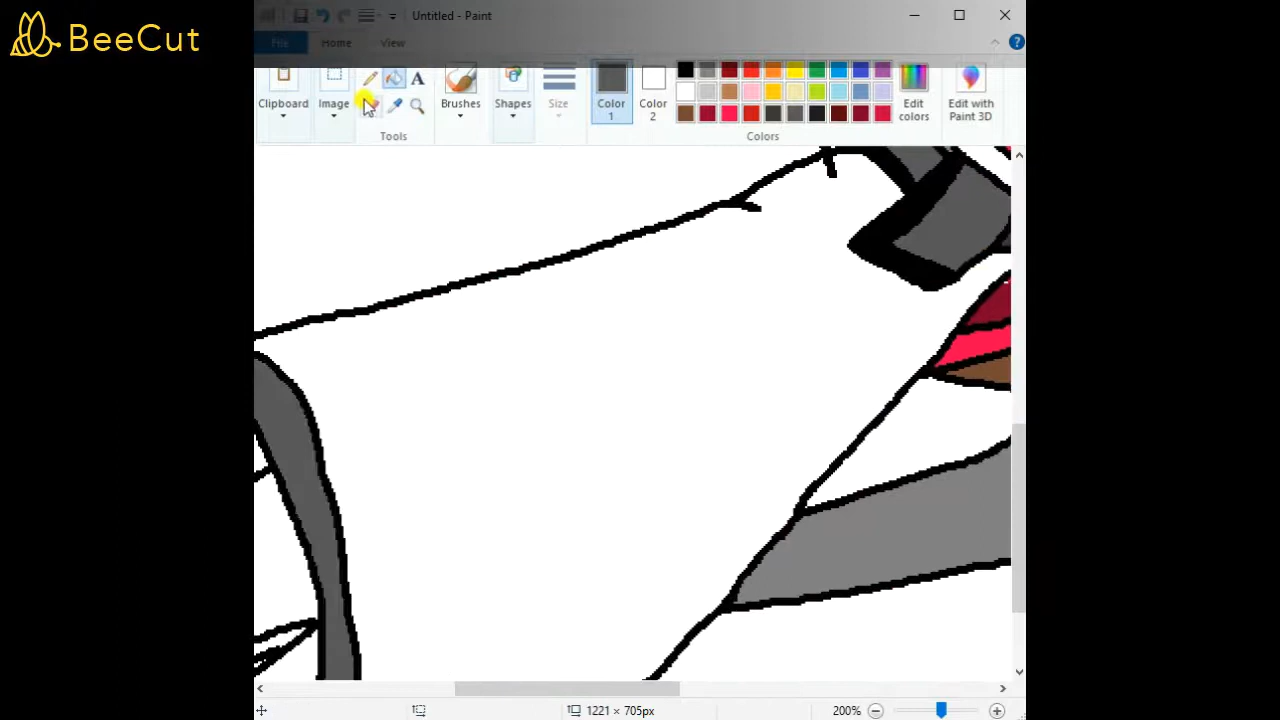 BeeCut
Untitled - Paint
File Home View
Clipboard Image Tools Brushes Shapes Size Color 1 Color 2 Colors Edit colors Edit with Paint 3D
1221 × 705px 200%